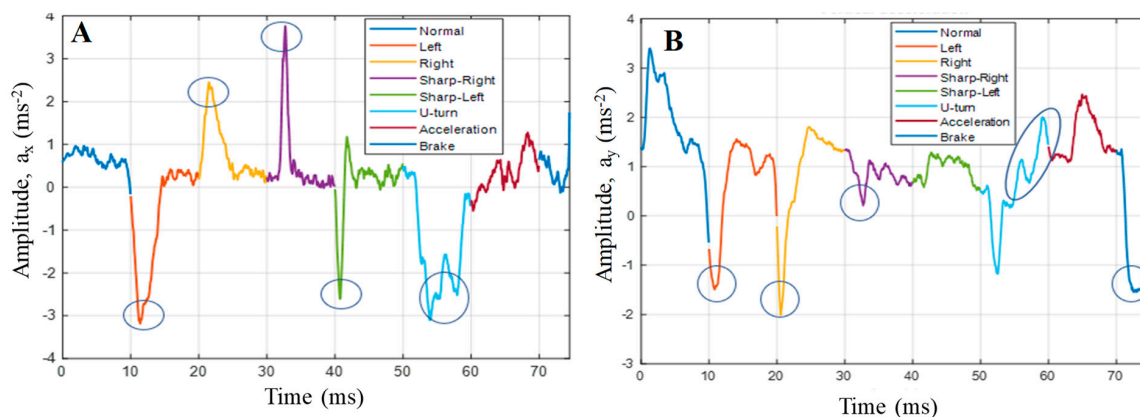 A
Normal
Left
Right
Sharp-Right
Sharp-Left
U-turn
Acceleration
Brake
Amplitude, aₓ (ms⁻²)
4
3
2
1
0
-1
-2
-3
-4
0 10 20 30 40 50 60 70
Time (ms)
B
Normal
Left
Right
Sharp-Right
Sharp-Left
U-turn
Acceleration
Brake
Amplitude, a_y (ms⁻²)
4
3
2
1
0
-1
-2
-3
0 10 20 30 40 50 60 70
Time (ms)